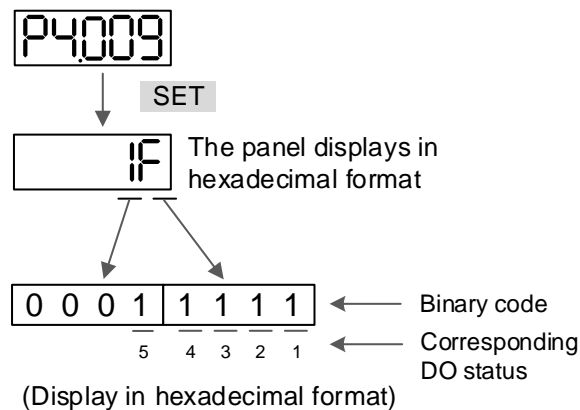 P4.009
SET
1F
The panel displays in
hexadecimal format
0 0 0 1 1 1 1 1
Binary code
5 4 3 2 1
Corresponding
DO status
(Display in hexadecimal format)